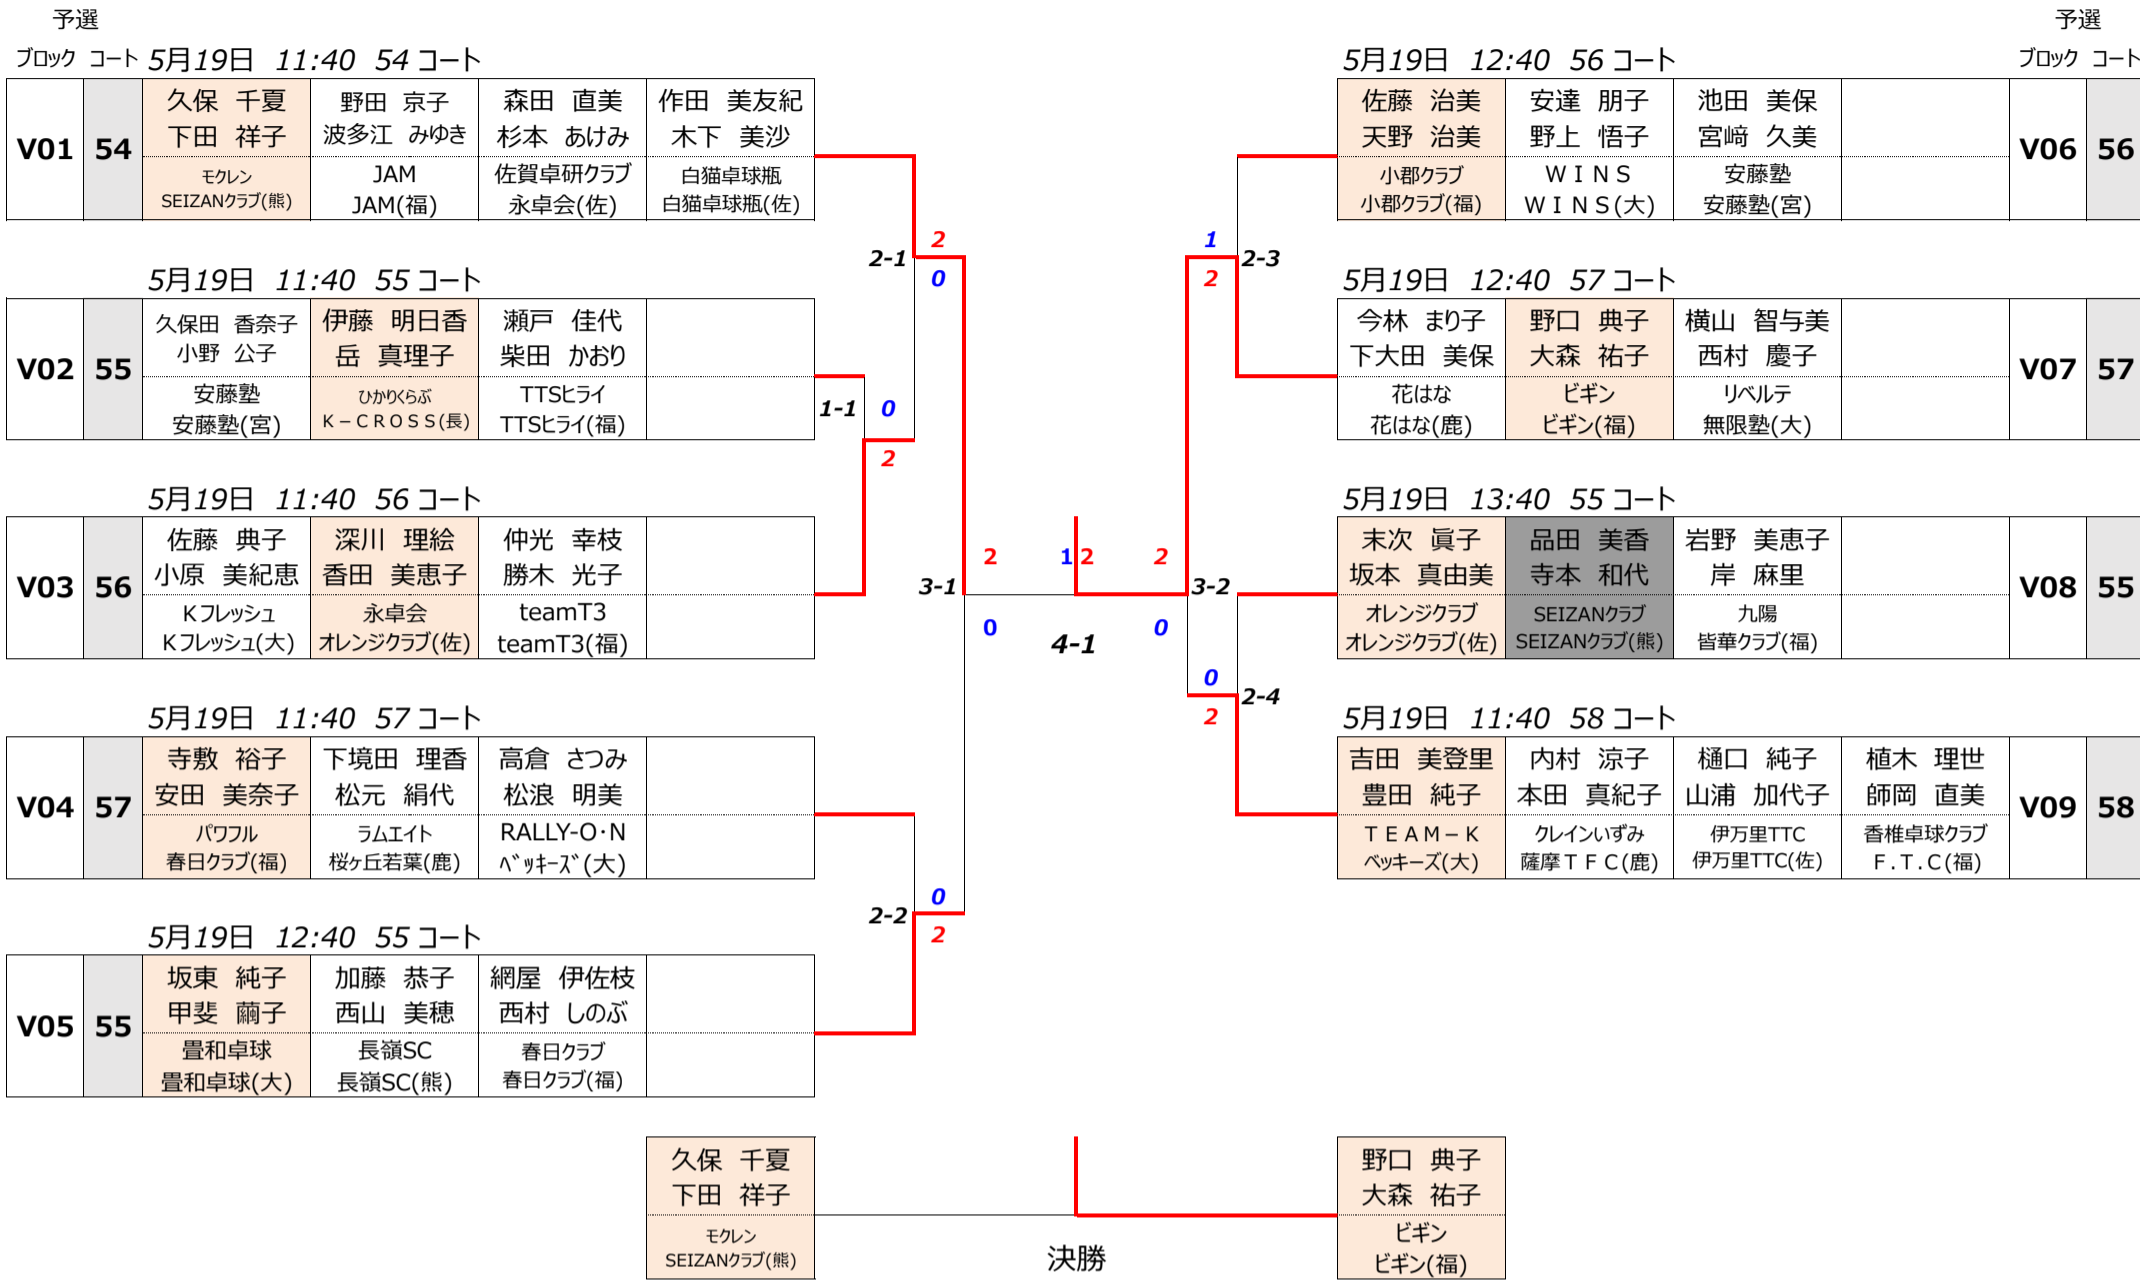 予選
ブロック コート 5月19日 11:40 54 コート
V01 54
久保 千夏 野田 京子 森田 直美 作田 美友紀
下田 祥子 波多江 みゆき 杉本 あけみ 木下 美沙
モクレン JAM 佐賀卓研クラブ 白猫卓球瓶
SEIZANクラブ(熊) JAM(福) 永卓会(佐) 白猫卓球瓶(佐)
5月19日 11:40 55 コート
V02 55
久保田 香奈子 伊藤 明日香 瀬戸 佳代
小野 公子 岳 真理子 柴田 かおり
安藤塾 ひかりくらぶ TTSヒライ
安藤塾(宮) K－CROSS(長) TTSヒライ(福)
5月19日 11:40 56 コート
V03 56
佐藤 典子 深川 理絵 仲光 幸枝
小原 美紀恵 香田 美恵子 勝木 光子
Kフレッシュ 永卓会 teamT3
Kフレッシュ(大) オレンジクラブ(佐) teamT3(福)
5月19日 11:40 57 コート
V04 57
寺敷 裕子 下境田 理香 高倉 さつみ
安田 美奈子 松元 絹代 松浪 明美
パワフル ラムエイト RALLY-O･N
春日クラブ(福) 桜ヶ丘若葉(鹿) ﾍﾞｯｷｰｽﾞ(大)
5月19日 12:40 55 コート
V05 55
坂東 純子 加藤 恭子 網屋 伊佐枝
甲斐 繭子 西山 美穂 西村 しのぶ
畳和卓球 長嶺SC 春日クラブ
畳和卓球(大) 長嶺SC(熊) 春日クラブ(福)
2-1
2
0
1-1
0
2
3-1
2
0
2-2
0
2
1 2
4-1
2
0
3-2
1
2
2-3
0
2
2-4
予選
5月19日 12:40 56 コート ブロック コート
佐藤 治美 安達 朋子 池田 美保
天野 治美 野上 悟子 宮﨑 久美
小郡クラブ ＷＩＮＳ 安藤塾
小郡クラブ(福) ＷＩＮＳ(大) 安藤塾(宮)
V06 56
5月19日 12:40 57 コート
今林 まり子 野口 典子 横山 智与美
下大田 美保 大森 祐子 西村 慶子
花はな ビギン リベルテ
花はな(鹿) ビギン(福) 無限塾(大)
V07 57
5月19日 13:40 55 コート
末次 眞子 品田 美香 岩野 美恵子
坂本 真由美 寺本 和代 岸 麻里
オレンジクラブ SEIZANクラブ 九陽
オレンジクラブ(佐) SEIZANクラブ(熊) 皆華クラブ(福)
V08 55
5月19日 11:40 58 コート
吉田 美登里 内村 涼子 樋口 純子 植木 理世
豊田 純子 本田 真紀子 山浦 加代子 師岡 直美
ＴＥＡＭ－Ｋ クレインいずみ 伊万里TTC 香椎卓球クラブ
ベッキーズ(大) 薩摩ＴＦＣ(鹿) 伊万里TTC(佐) F.T.C(福)
V09 58
久保 千夏 野口 典子
下田 祥子 大森 祐子
モクレン ビギン
SEIZANクラブ(熊) ビギン(福)
決勝